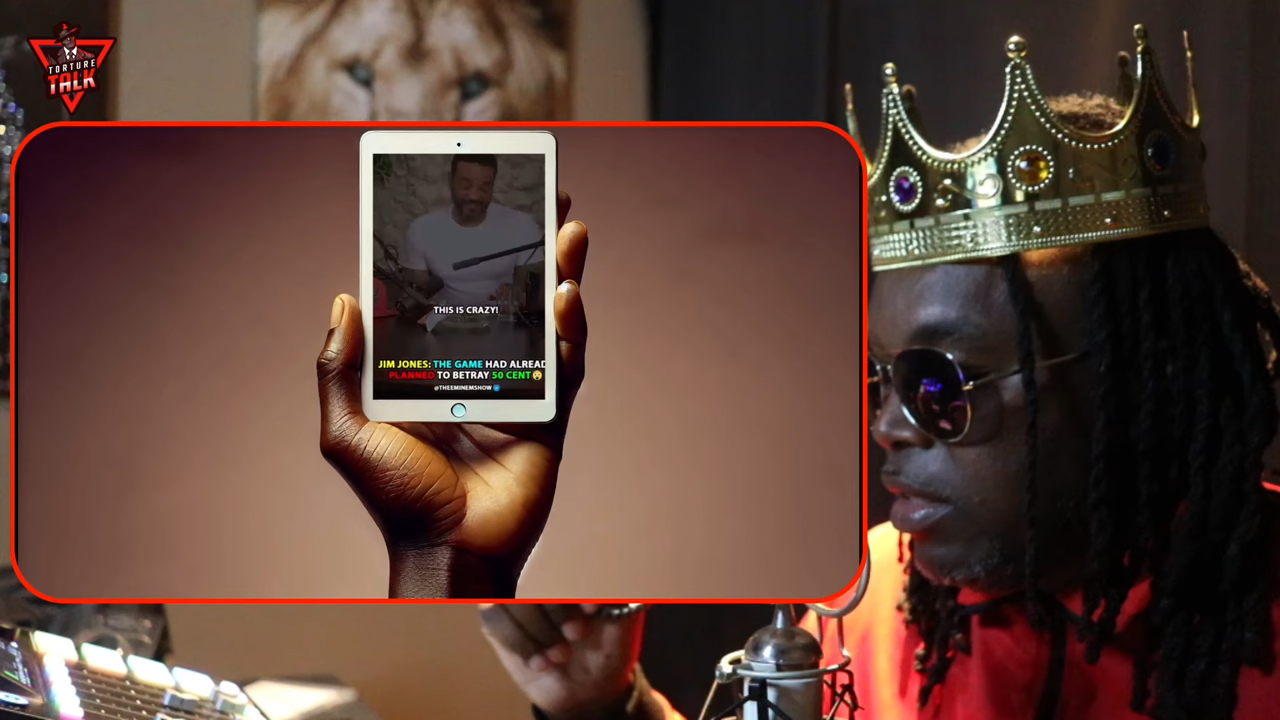 TORTURE
TALK
THIS IS CRAZY!
JIM JONES: THE GAME HAD ALREAD
PLANNED TO BETRAY 50 CENT😮
@THEEMINEMSHOW